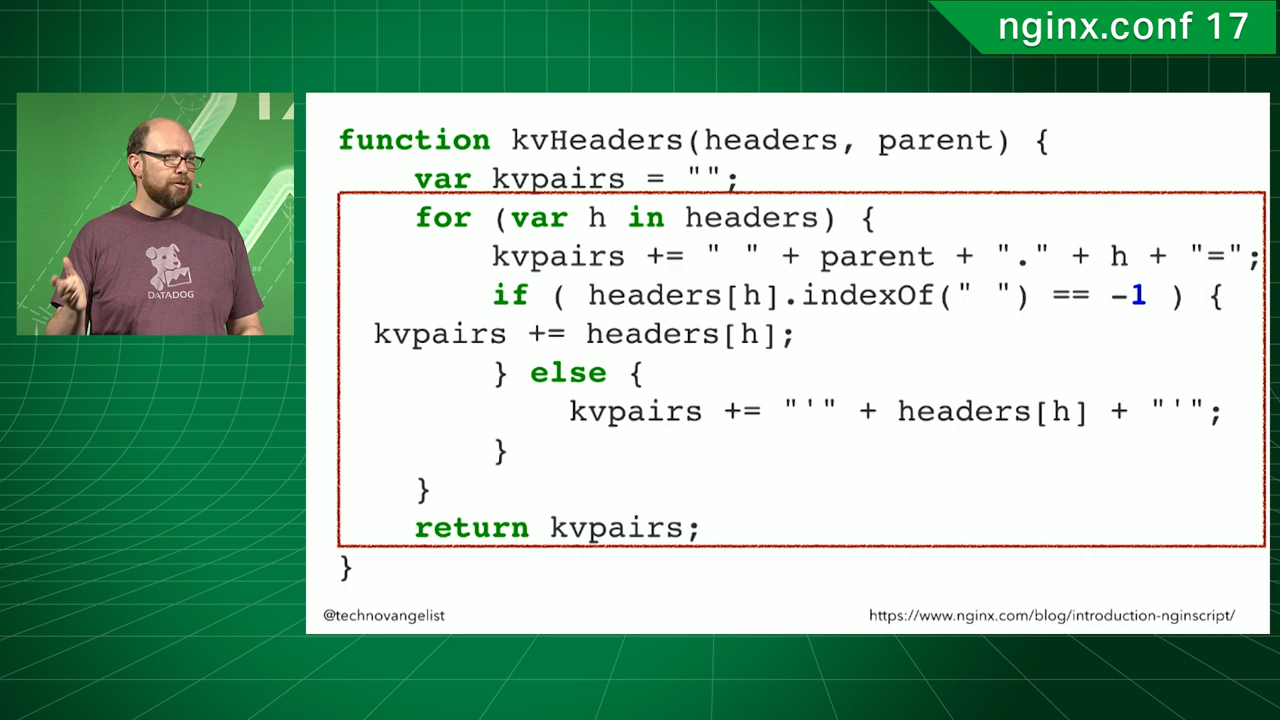 nginx.conf 17
DATADOG
function kvHeaders(headers, parent) {
    var kvpairs = "";
    for (var h in headers) {
        kvpairs += " " + parent + "." + h + "=";
        if ( headers[h].indexOf(" ") == -1 ) {
  kvpairs += headers[h];
        } else {
            kvpairs += "'" + headers[h] + "'";
        }
    }
    return kvpairs;
}
@technovangelist
https://www.nginx.com/blog/introduction-nginscript/